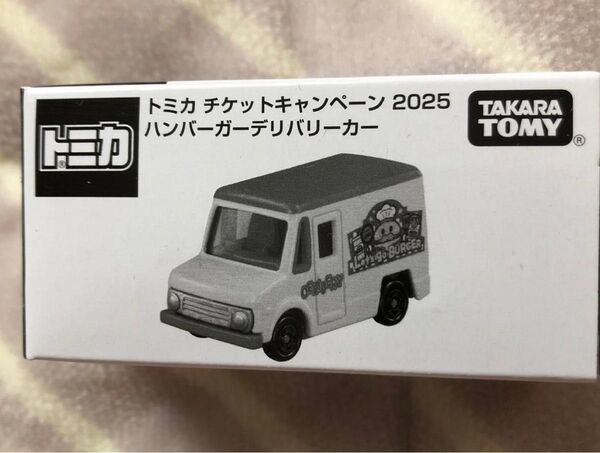 トミカ
®
トミカ チケットキャンペーン 2025
ハンバーガーデリバリーカー
TAKARA
TOMY
®
BURGER